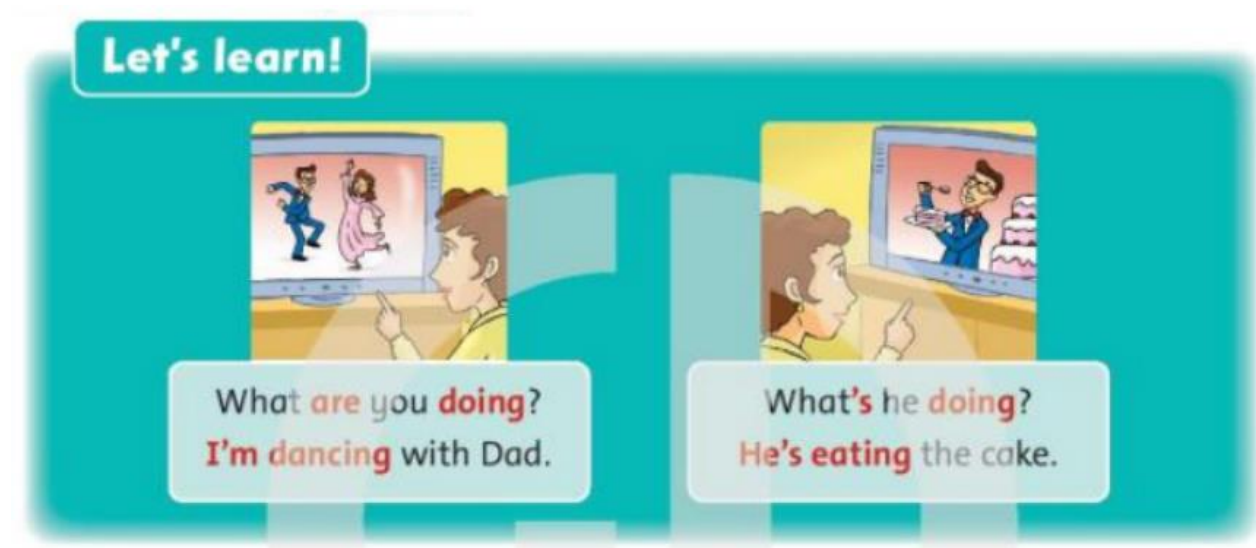 Let's learn!
What are you doing?
I'm dancing with Dad.
What's he doing?
He's eating the cake.